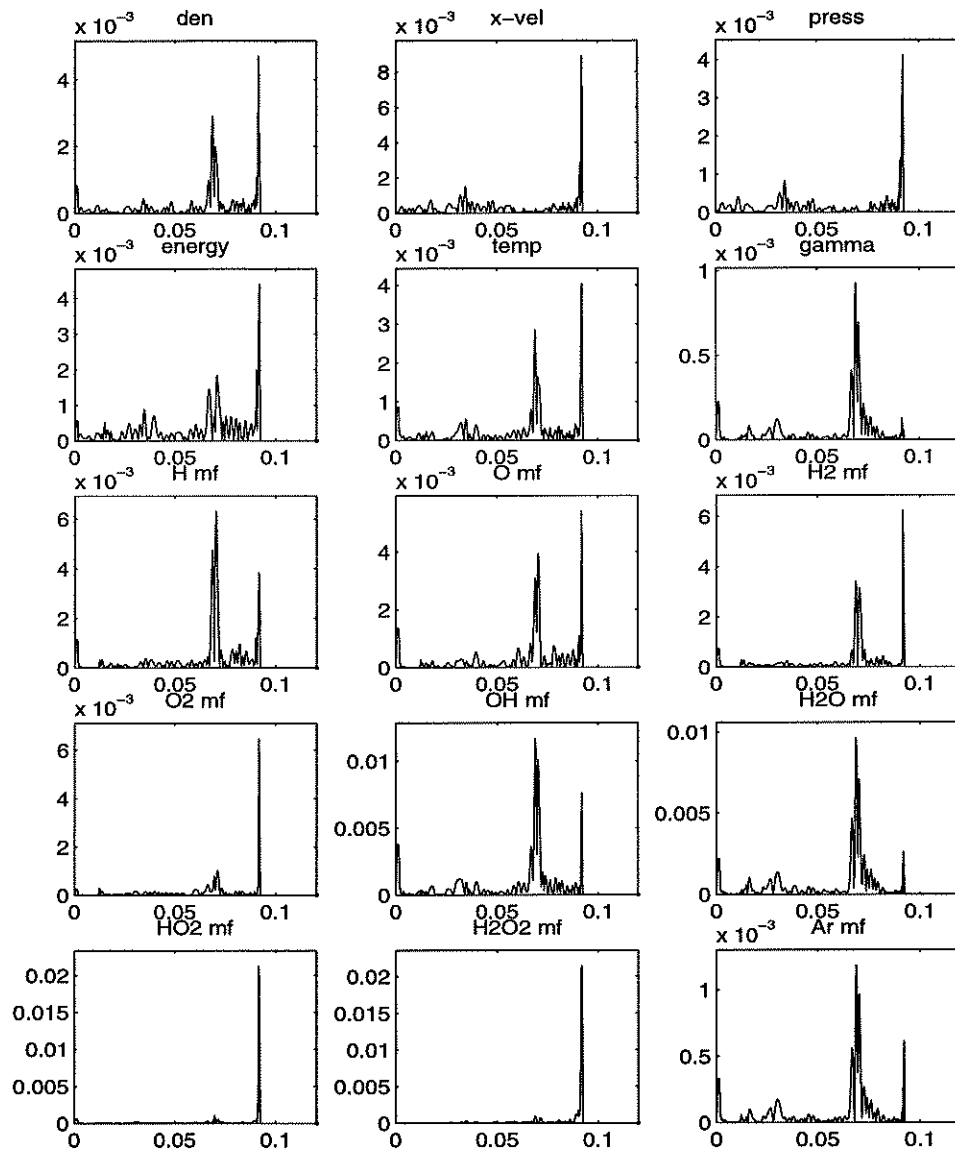 x 10⁻³ den x 10⁻³ x-vel x 10⁻³ press
4 8 4
3
2 6
4 2
2 1
0 0 0
0 0.05 0.1 0 0.05 0.1 0 0.05 0.1
x 10⁻³ energy x 10⁻³ temp x 10⁻³ gamma
4 4 1
3 3
2 2 0.5
1 1
0 0 0
0 0.05 0.1 0 0.05 0.1 0 0.05 0.1
x 10⁻³ H mf O mf x 10⁻³ H2 mf
6 4 6
4 4
2 2 2
0 0 0
0 0.05 0.1 0 0.05 0.1 0 0.05 0.1
x 10⁻³ O2 mf OH mf H2O mf
6 0.01 0.01
4
2 0.005 0.005
0 0 0
0 0.05 0.1 0 0.05 0.1 0 0.05 0.1
HO2 mf H2O2 mf x 10⁻³ Ar mf
0.02 0.02 1
0.015 0.015
0.01 0.01 0.5
0.005 0.005
0 0 0
0 0.05 0.1 0 0.05 0.1 0 0.05 0.1